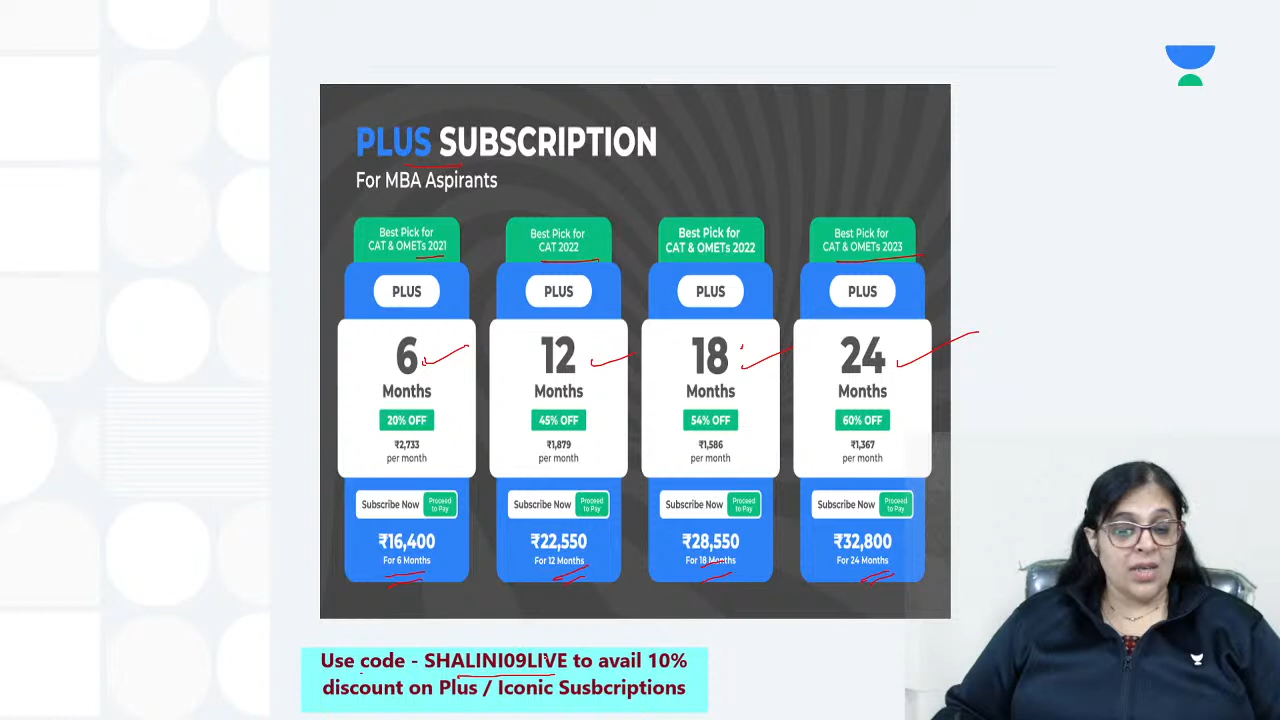 PLUS SUBSCRIPTION
For MBA Aspirants
Best Pick for
CAT & OMETs 2021
PLUS
6
Months
20% OFF
₹2,733
per month
Subscribe Now
Proceed
to Pay
₹16,400
For 6 Months
Best Pick for
CAT 2022
PLUS
12
Months
45% OFF
₹1,879
per month
Subscribe Now
Proceed
to Pay
₹22,550
For 12 Months
Best Pick for
CAT & OMETs 2022
PLUS
18
Months
54% OFF
₹1,586
per month
Subscribe Now
Proceed
to Pay
₹28,550
For 18 Months
Best Pick for
CAT & OMETs 2023
PLUS
24
Months
60% OFF
₹1,367
per month
Subscribe Now
Proceed
to Pay
₹32,800
For 24 Months
Use code - SHALINI09LIVE to avail 10%
discount on Plus / Iconic Susbcriptions